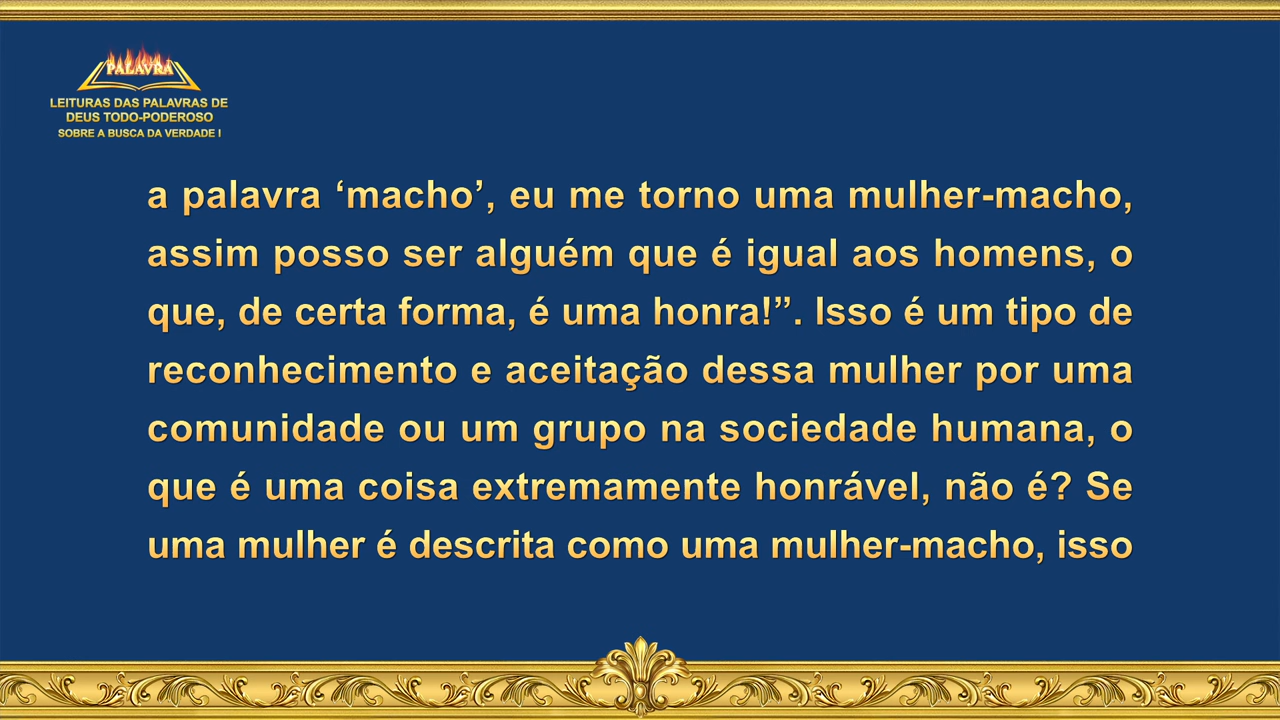 PALAVRA
LEITURAS DAS PALAVRAS DE
DEUS TODO-PODEROSO
SOBRE A BUSCA DA VERDADE I
a palavra ‘macho’, eu me torno uma mulher-macho,
assim posso ser alguém que é igual aos homens, o
que, de certa forma, é uma honra!”. Isso é um tipo de
reconhecimento e aceitação dessa mulher por uma
comunidade ou um grupo na sociedade humana, o
que é uma coisa extremamente honrável, não é? Se
uma mulher é descrita como uma mulher-macho, isso